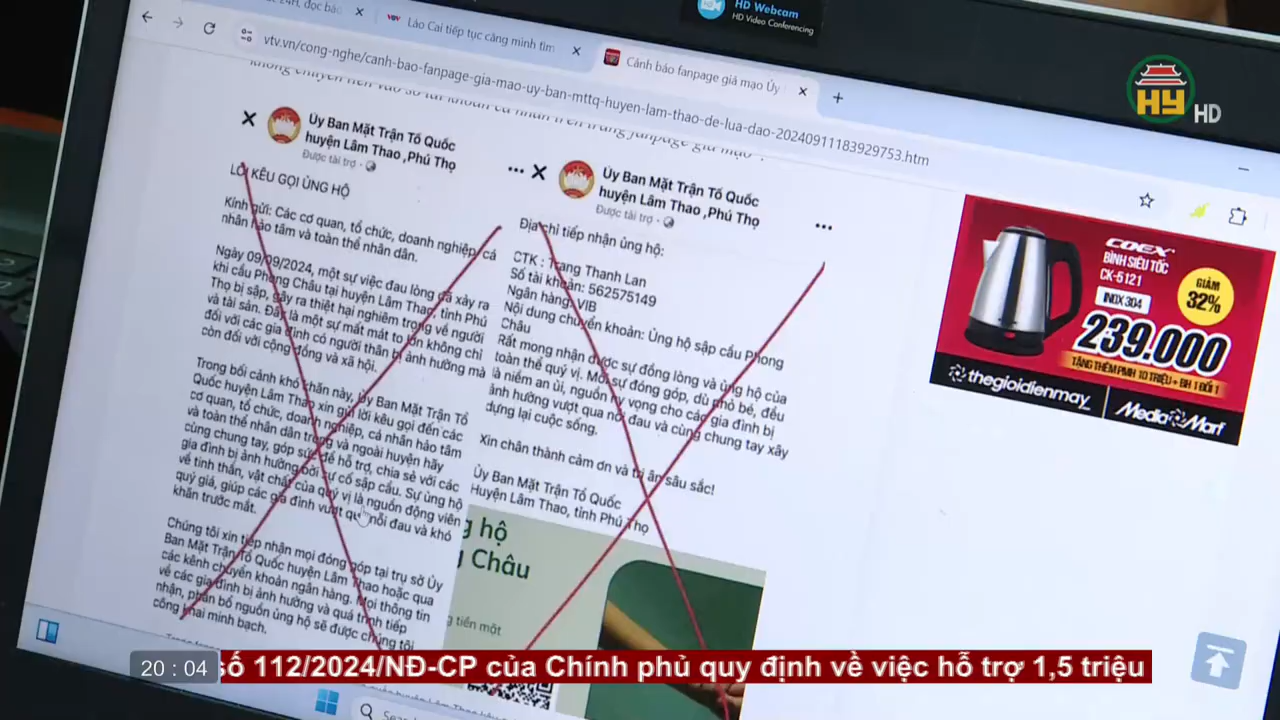 HD Webcam
HD Video Conferencing
Lào Cai tiếp tục căng mình tìm
Cảnh báo fanpage giả mạo Ủy
vtv.vn/cong-nghe/canh-bao-fanpage-gia-mao-uy-ban-mttq-huyen-lam-thao-de-lua-dao-20240911183929753.htm
HY HD
Ủy Ban Mặt Trận Tổ Quốc
huyện Lâm Thao ,Phú Thọ
Được tài trợ
LỜI KÊU GỌI ỦNG HỘ
Kính gửi: Các cơ quan, tổ chức, doanh nghiệp, cá
nhân hảo tâm và toàn thể nhân dân.
Ngày 09/09/2024, một sự việc đau lòng đã xảy ra
khi cầu Phong Châu tại huyện Lâm Thao, tỉnh Phú
Thọ bị sập, gây ra thiệt hại nghiêm trọng về người
và tài sản. Đây là một sự mất mát to lớn không chỉ
đối với các gia đình có người thân bị ảnh hưởng mà
còn đối với cộng đồng và xã hội.
Trong bối cảnh khó khăn này, Ủy Ban Mặt Trận Tổ
Quốc huyện Lâm Thao xin gửi lời kêu gọi đến các
cơ quan, tổ chức, doanh nghiệp, cá nhân hảo tâm
và toàn thể nhân dân trong và ngoài huyện hãy
cùng chung tay, góp sức để hỗ trợ, chia sẻ với các
gia đình bị ảnh hưởng bởi sự cố sập cầu. Sự ủng hộ
về tinh thần, vật chất của quý vị là nguồn động viên
quý giá, giúp các gia đình vượt qua nỗi đau và khó
khăn trước mắt.
Chúng tôi xin tiếp nhận mọi đóng góp tại trụ sở Ủy
Ban Mặt Trận Tổ Quốc huyện Lâm Thao hoặc qua
các kênh chuyển khoản ngân hàng. Mọi thông tin
về các gia đình bị ảnh hưởng và quá trình tiếp
nhận, phân bổ nguồn ủng hộ sẽ được chúng tôi
công khai minh bạch.
Ủy Ban Mặt Trận Tổ Quốc
huyện Lâm Thao ,Phú Thọ
Được tài trợ
Địa chỉ tiếp nhận ủng hộ:
CTK : Trang Thanh Lan
Số tài khoản: 562575149
Ngân hàng: VIB
Nội dung chuyển khoản: Ủng hộ sập cầu Phong
Châu
Rất mong nhận được sự đồng lòng và ủng hộ của
toàn thể quý vị. Mỗi sự đóng góp, dù nhỏ bé, đều
là niềm an ủi, nguồn hy vọng cho các gia đình bị
ảnh hưởng vượt qua nỗi đau và cùng chung tay xây
dựng lại cuộc sống.
Xin chân thành cảm ơn và tri ân sâu sắc!
Ủy Ban Mặt Trận Tổ Quốc
Huyện Lâm Thao, tỉnh Phú Thọ
g hộ
g Châu
tiền mặt
COEX
BÌNH SIÊU TỐC
CK-5121
INOX 304
GIẢM
32%
239.000
TẶNG THÊM PMH 10 TRIỆU + BH 1 ĐỔI 1
thegioidienmay
MediaMart
20 : 04
số 112/2024/NĐ-CP của Chính phủ quy định về việc hỗ trợ 1,5 triệu